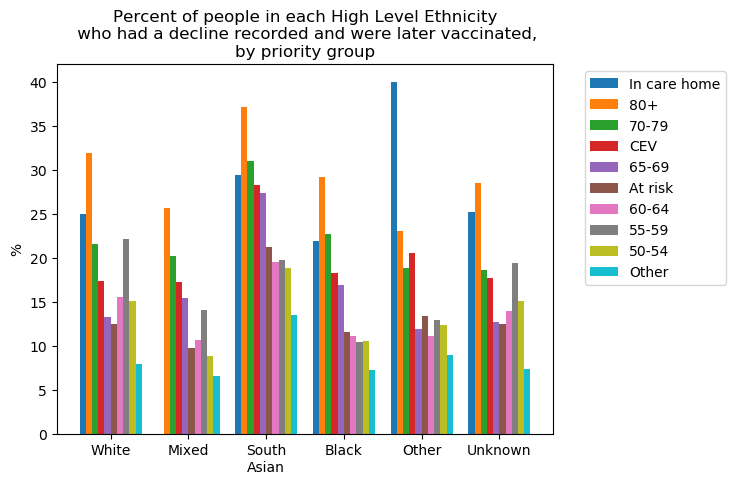 Percent of people in each High Level Ethnicity
who had a decline recorded and were later vaccinated,
by priority group
%
40
35
30
25
20
15
10
5
0
White
Mixed
South
Asian
Black
Other
Unknown
In care home
80+
70-79
CEV
65-69
At risk
60-64
55-59
50-54
Other